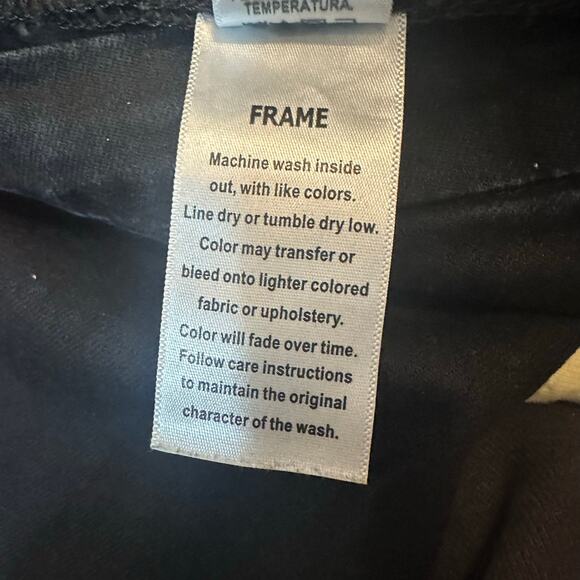 TEMPERATURA.
FRAME
Machine wash inside
out, with like colors.
Line dry or tumble dry low.
Color may transfer or
bleed onto lighter colored
fabric or upholstery.
Color will fade over time.
Follow care instructions
to maintain the original
character of the wash.